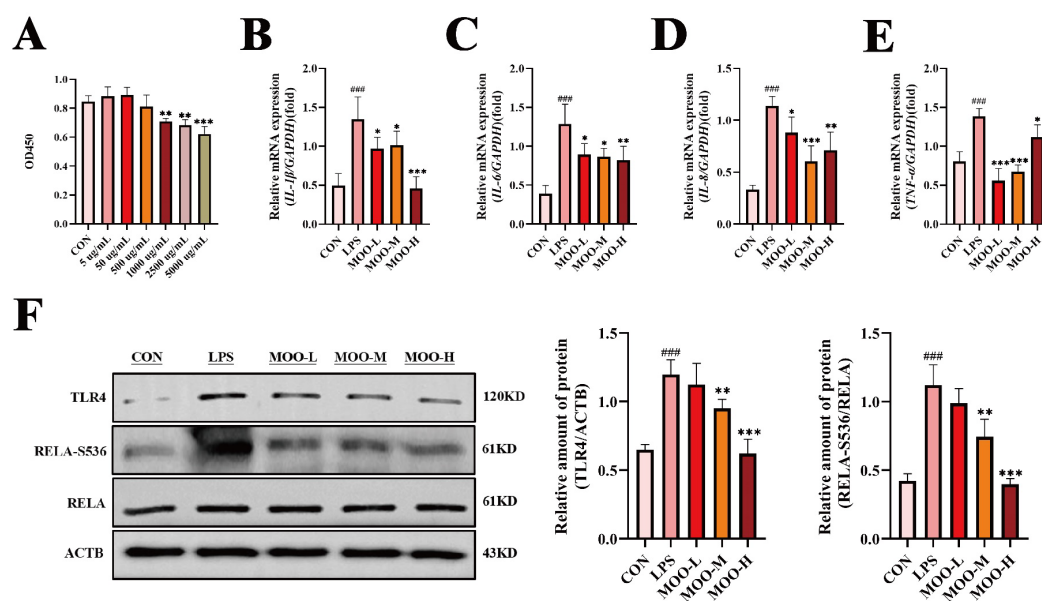 A
OD450
1.0
0.8
0.6
0.4
0.2
0.0
** ** ***
CON
5 ug/mL
50 ug/mL
500 ug/mL
1000 ug/mL
2500 ug/mL
5000 ug/mL
B
Relative mRNA expression
(IL-1β/GAPDH)(fold)
2.0
1.5
1.0
0.5
0.0
### * * ***
CON
LPS
MOO-L
MOO-M
MOO-H
C
Relative mRNA expression
(IL-6/GAPDH)(fold)
2.0
1.5
1.0
0.5
0.0
### * * **
CON
LPS
MOO-L
MOO-M
MOO-H
D
Relative mRNA expression
(IL-8/GAPDH)(fold)
1.5
1.0
0.5
0.0
### * *** **
CON
LPS
MOO-L
MOO-M
MOO-H
E
Relative mRNA expression
(TNF-α/GAPDH)(fold)
2.0
1.5
1.0
0.5
0.0
### *** *** *
CON
LPS
MOO-L
MOO-M
MOO-H
F
CON LPS MOO-L MOO-M MOO-H
TLR4 120KD
RELA-S536 61KD
RELA 61KD
ACTB 43KD
Relative amount of protein
(TLR4/ACTB)
1.5
1.0
0.5
0.0
### ** ***
CON
LPS
MOO-L
MOO-M
MOO-H
Relative amount of protein
(RELA-S536/RELA)
1.5
1.0
0.5
0.0
### ** ***
CON
LPS
MOO-L
MOO-M
MOO-H